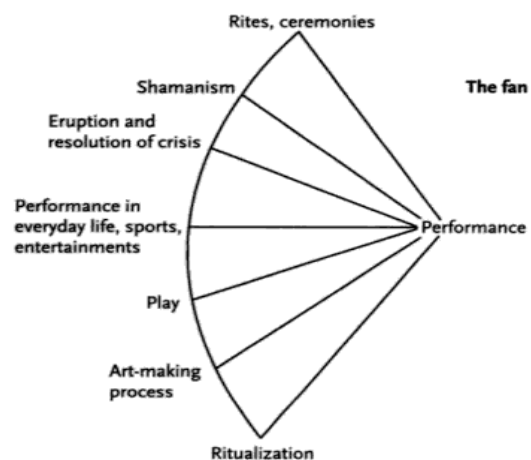 Rites, ceremonies
The fan
Shamanism
Eruption and
resolution of crisis
Performance in
everyday life, sports,
entertainments
Performance
Play
Art-making
process
Ritualization